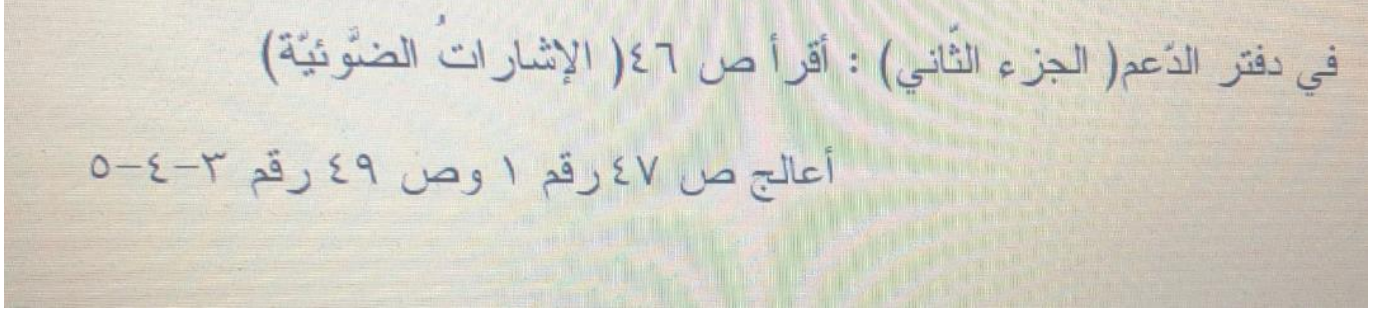 في دفتر الدّعم( الجزء الثّاني) : أقرأ ص ٤٦( الإشاراتُ الضّوئيّة)
أعالج ص ٤٧ رقم ١ وص ٤٩ رقم ٣-٤-٥